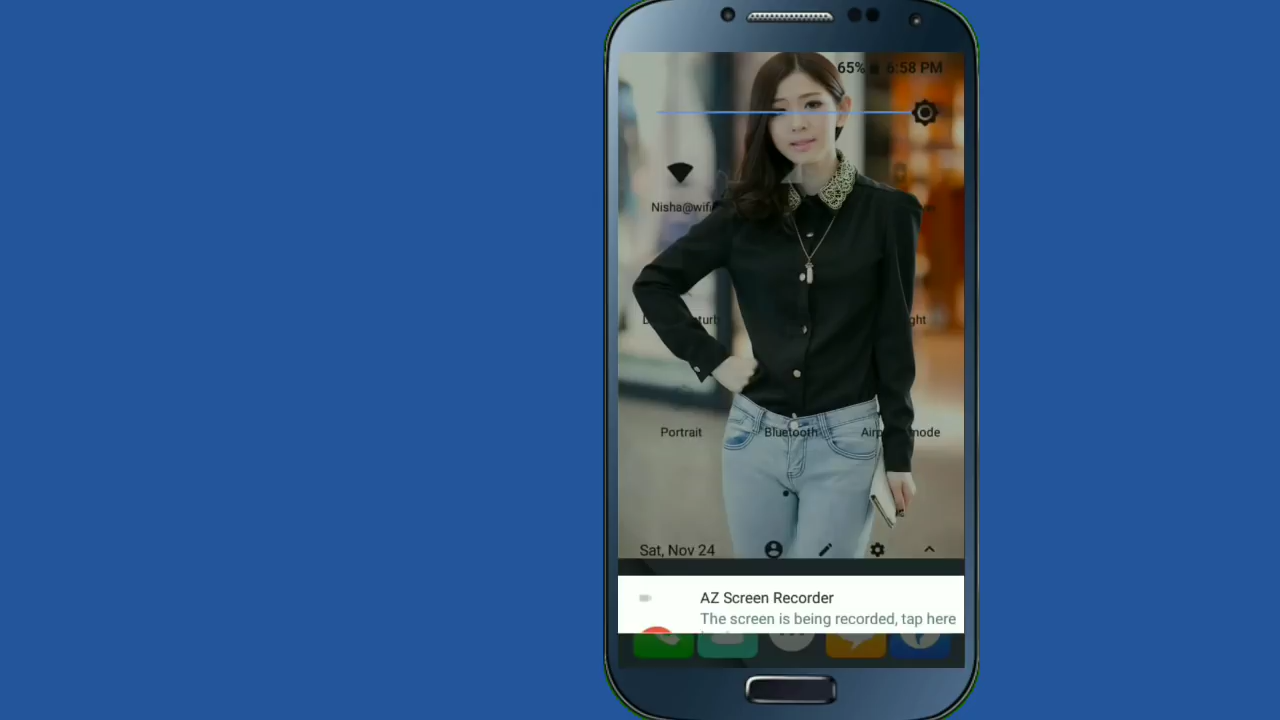 65% 6:58 PM
Nisha@wifi
Portrait
Bluetooth
mode
Sat, Nov 24
AZ Screen Recorder
The screen is being recorded, tap here